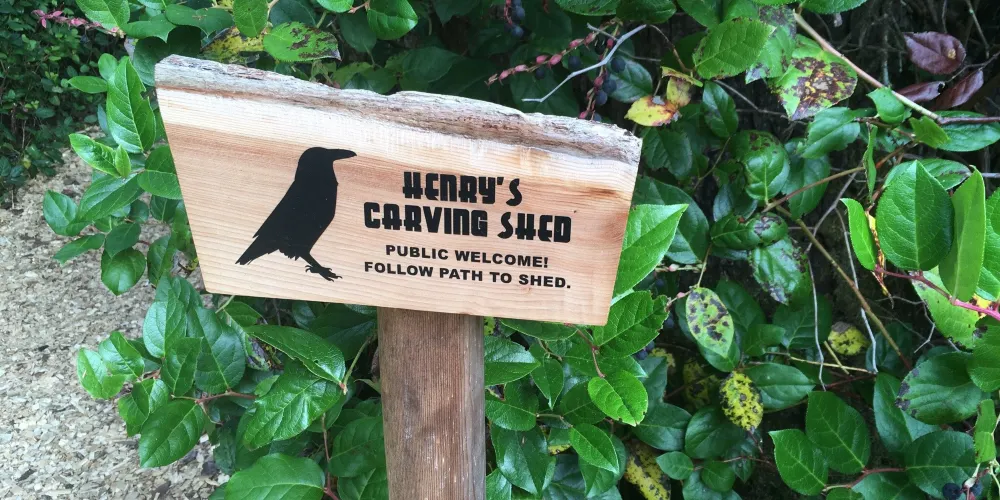 HENRY'S
CARVING SHED
PUBLIC WELCOME!
FOLLOW PATH TO SHED.